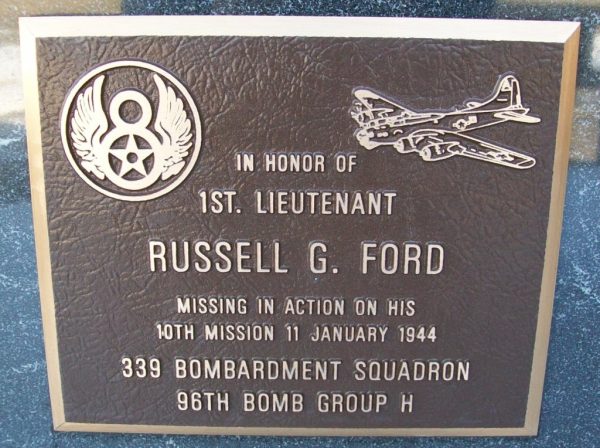 8
IN HONOR OF
1ST. LIEUTENANT
RUSSELL G. FORD
MISSING IN ACTION ON HIS
10TH MISSION 11 JANUARY 1944
339 BOMBARDMENT SQUADRON
96TH BOMB GROUP H